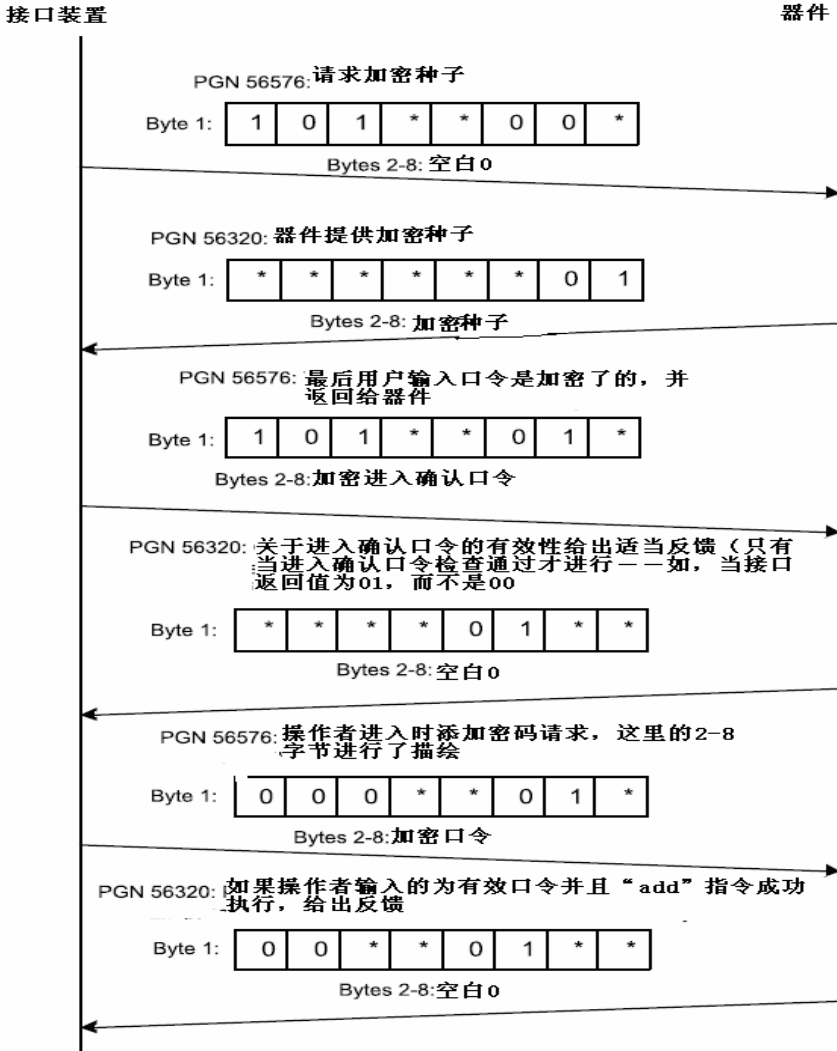 接口装置 器件
PGN 56576: 请求加密种子
Byte 1: 1 0 1 * * 0 0 *
Bytes 2-8: 空白0
PGN 56320: 器件提供加密种子
Byte 1: * * * * * * 0 1
Bytes 2-8: 加密种子
PGN 56576: 最后用户输入口令是加密了的，并
返回给器件
Byte 1: 1 0 1 * * 0 1 *
Bytes 2-8:加密进入确认口令
PGN 56320: 关于进入确认口令的有效性给出适当反馈（只有
当进入确认口令检查通过才进行－－如，当接口
返回值为01，而不是00
Byte 1: * * * * 0 1 * *
Bytes 2-8:空白0
PGN 56576: 操作者进入时添加密码请求，这里的2-8
字节进行了描绘
Byte 1: 0 0 0 * * 0 1 *
Bytes 2-8:加密口令
PGN 56320: 如果操作者输入的为有效口令并且“add”指令成功
执行，给出反馈
Byte 1: 0 0 * * 0 1 * *
Bytes 2-8:空白0